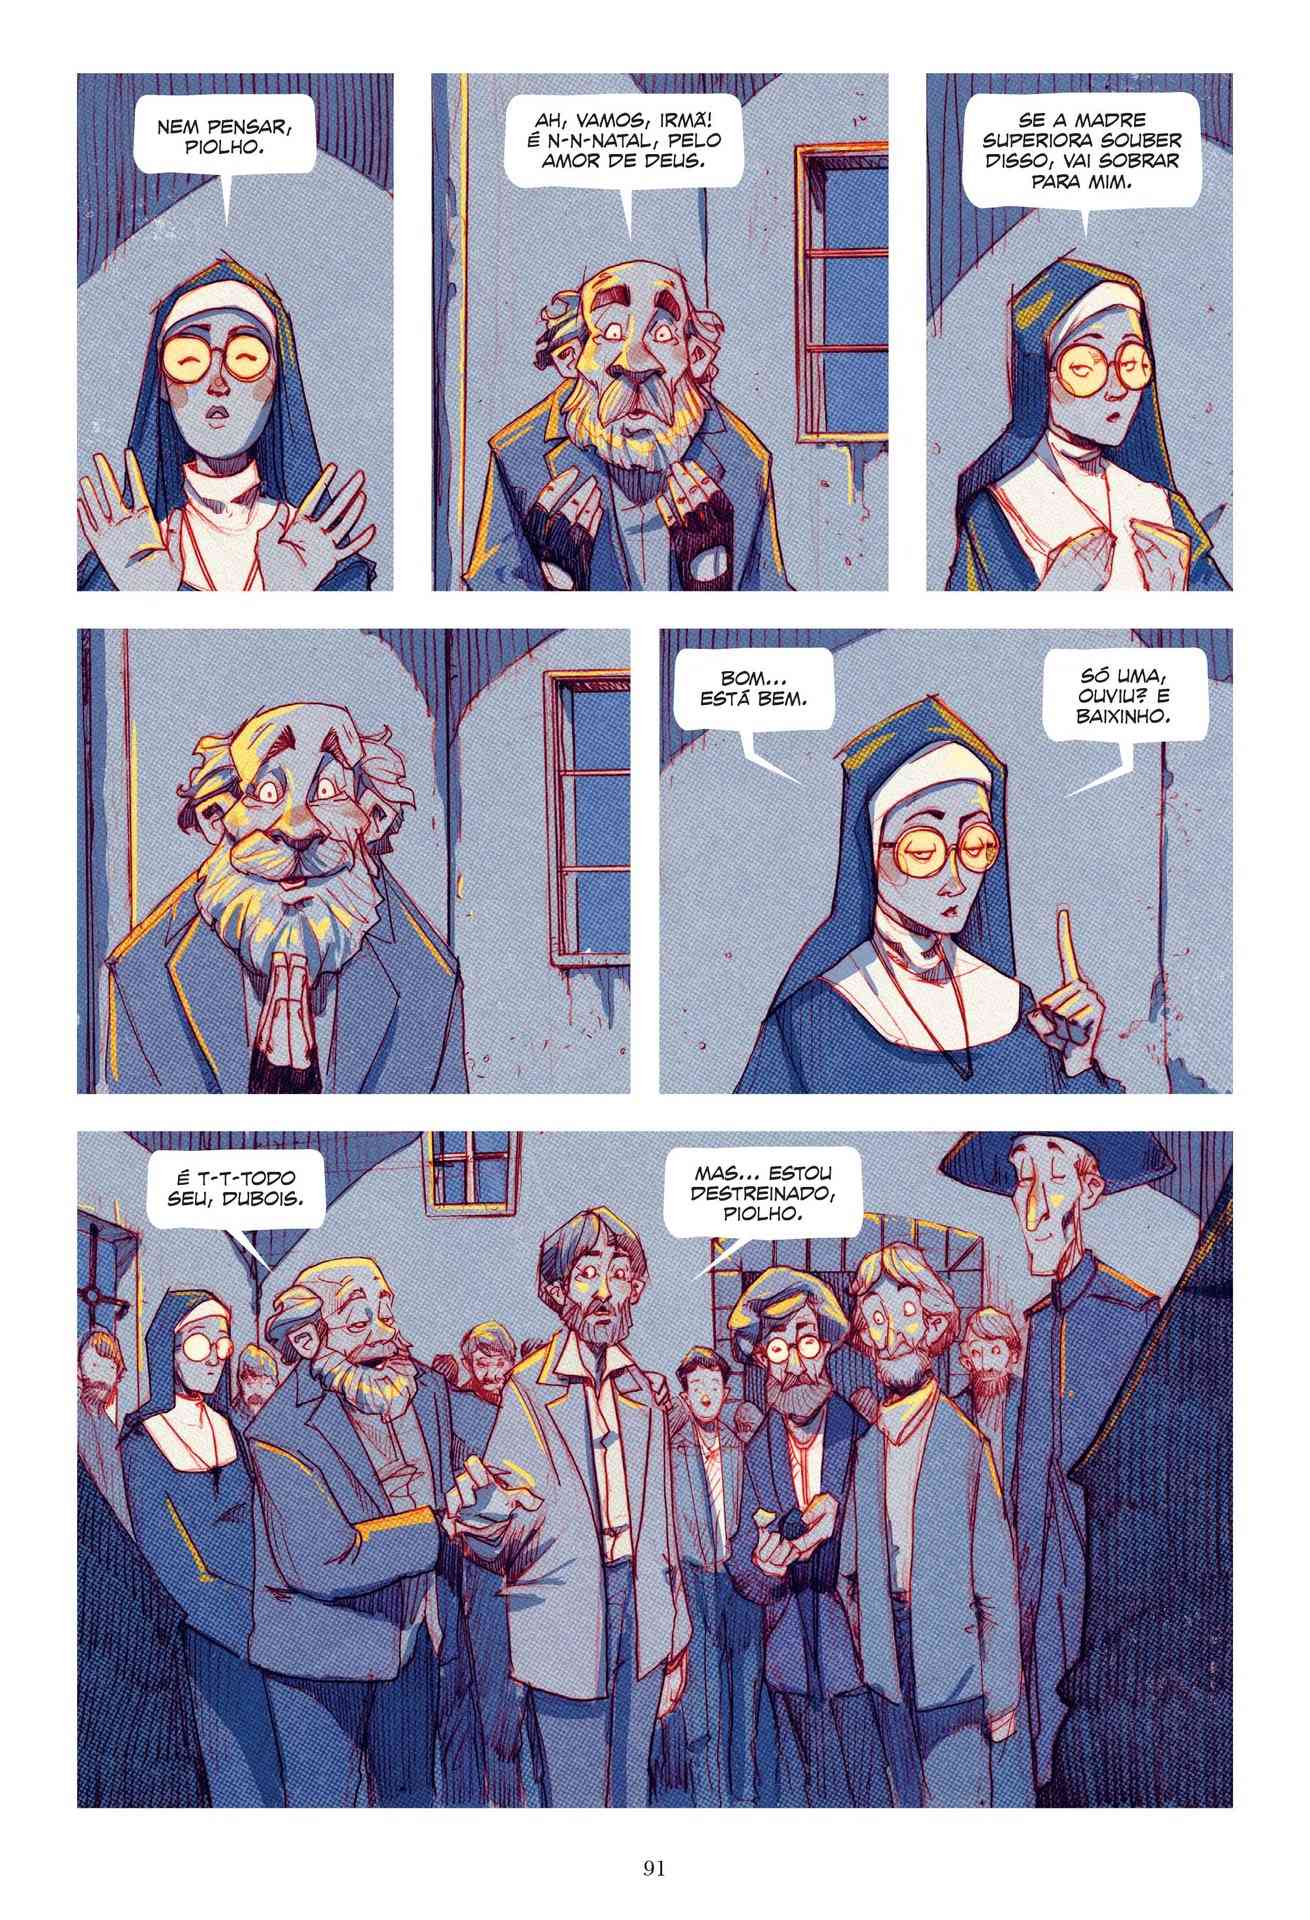 NEM PENSAR,
PIOLHO.
AH, VAMOS, IRMÃ!
É N-N-NATAL, PELO
AMOR DE DEUS.
SE A MADRE
SUPERIORA SOUBER
DISSO, VAI SOBRAR
PARA MIM.
BOM...
ESTÁ BEM.
SÓ UMA,
OUVIU? E
BAIXINHO.
É T-T-TODO
SEU, DUBOIS.
MAS... ESTOU
DESTREINADO,
PIOLHO.
91